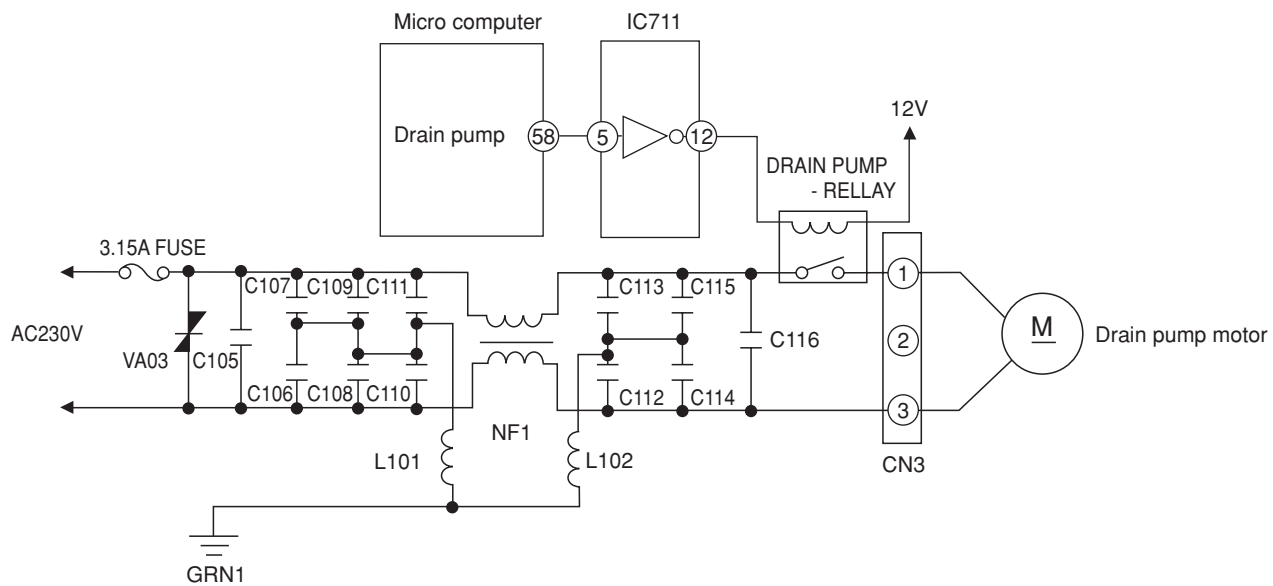 Micro computer
IC711
Drain pump
58
5
12
12V
DRAIN PUMP
- RELLAY
3.15A FUSE
C107
C109
C111
C113
C115
1
AC230V
VA03
C105
C116
2
M
Drain pump motor
C106
C108
C110
C112
C114
3
NF1
L101
L102
CN3
GRN1